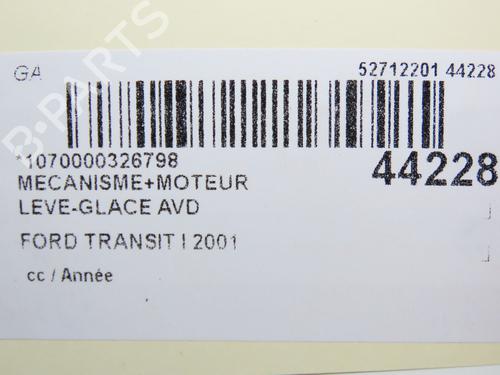 GA
52712201 44228
*1070000326798
44228
MECANISME+MOTEUR
LEVE-GLACE AVD
FORD TRANSIT I 2001
cc / Année
B-PARTS